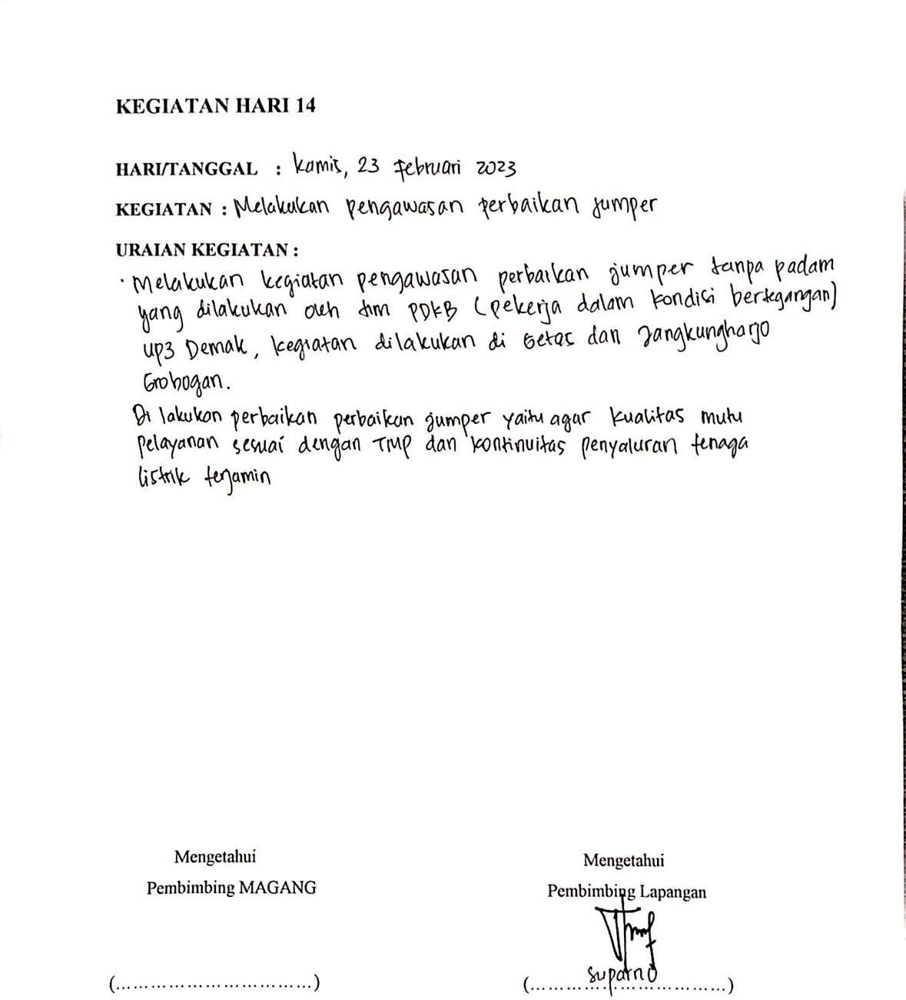 KEGIATAN HARI 14
HARI/TANGGAL : Kamis, 23 Februari 2023
KEGIATAN : Melakukan pengawasan perbaikan jumper
URAIAN KEGIATAN :
· Melakukan kegiatan pengawasan perbaikan jumper tanpa padam
yang dilakukan oleh tim PDKB (pekerja dalam kondisi bertegangan)
UP3 Demak, kegiatan dilakukan di Getas dan Jangkungharjo
Grobogan.
Di lakukan perbaikan perbaikan jumper yaitu agar kualitas mutu
pelayanan sesuai dengan TMP dan kontinuitas penyaluran tenaga
listrik terjamin
Mengetahui
Pembimbing MAGANG
(................................)
Mengetahui
Pembimbing Lapangan
Suparno
(................................)